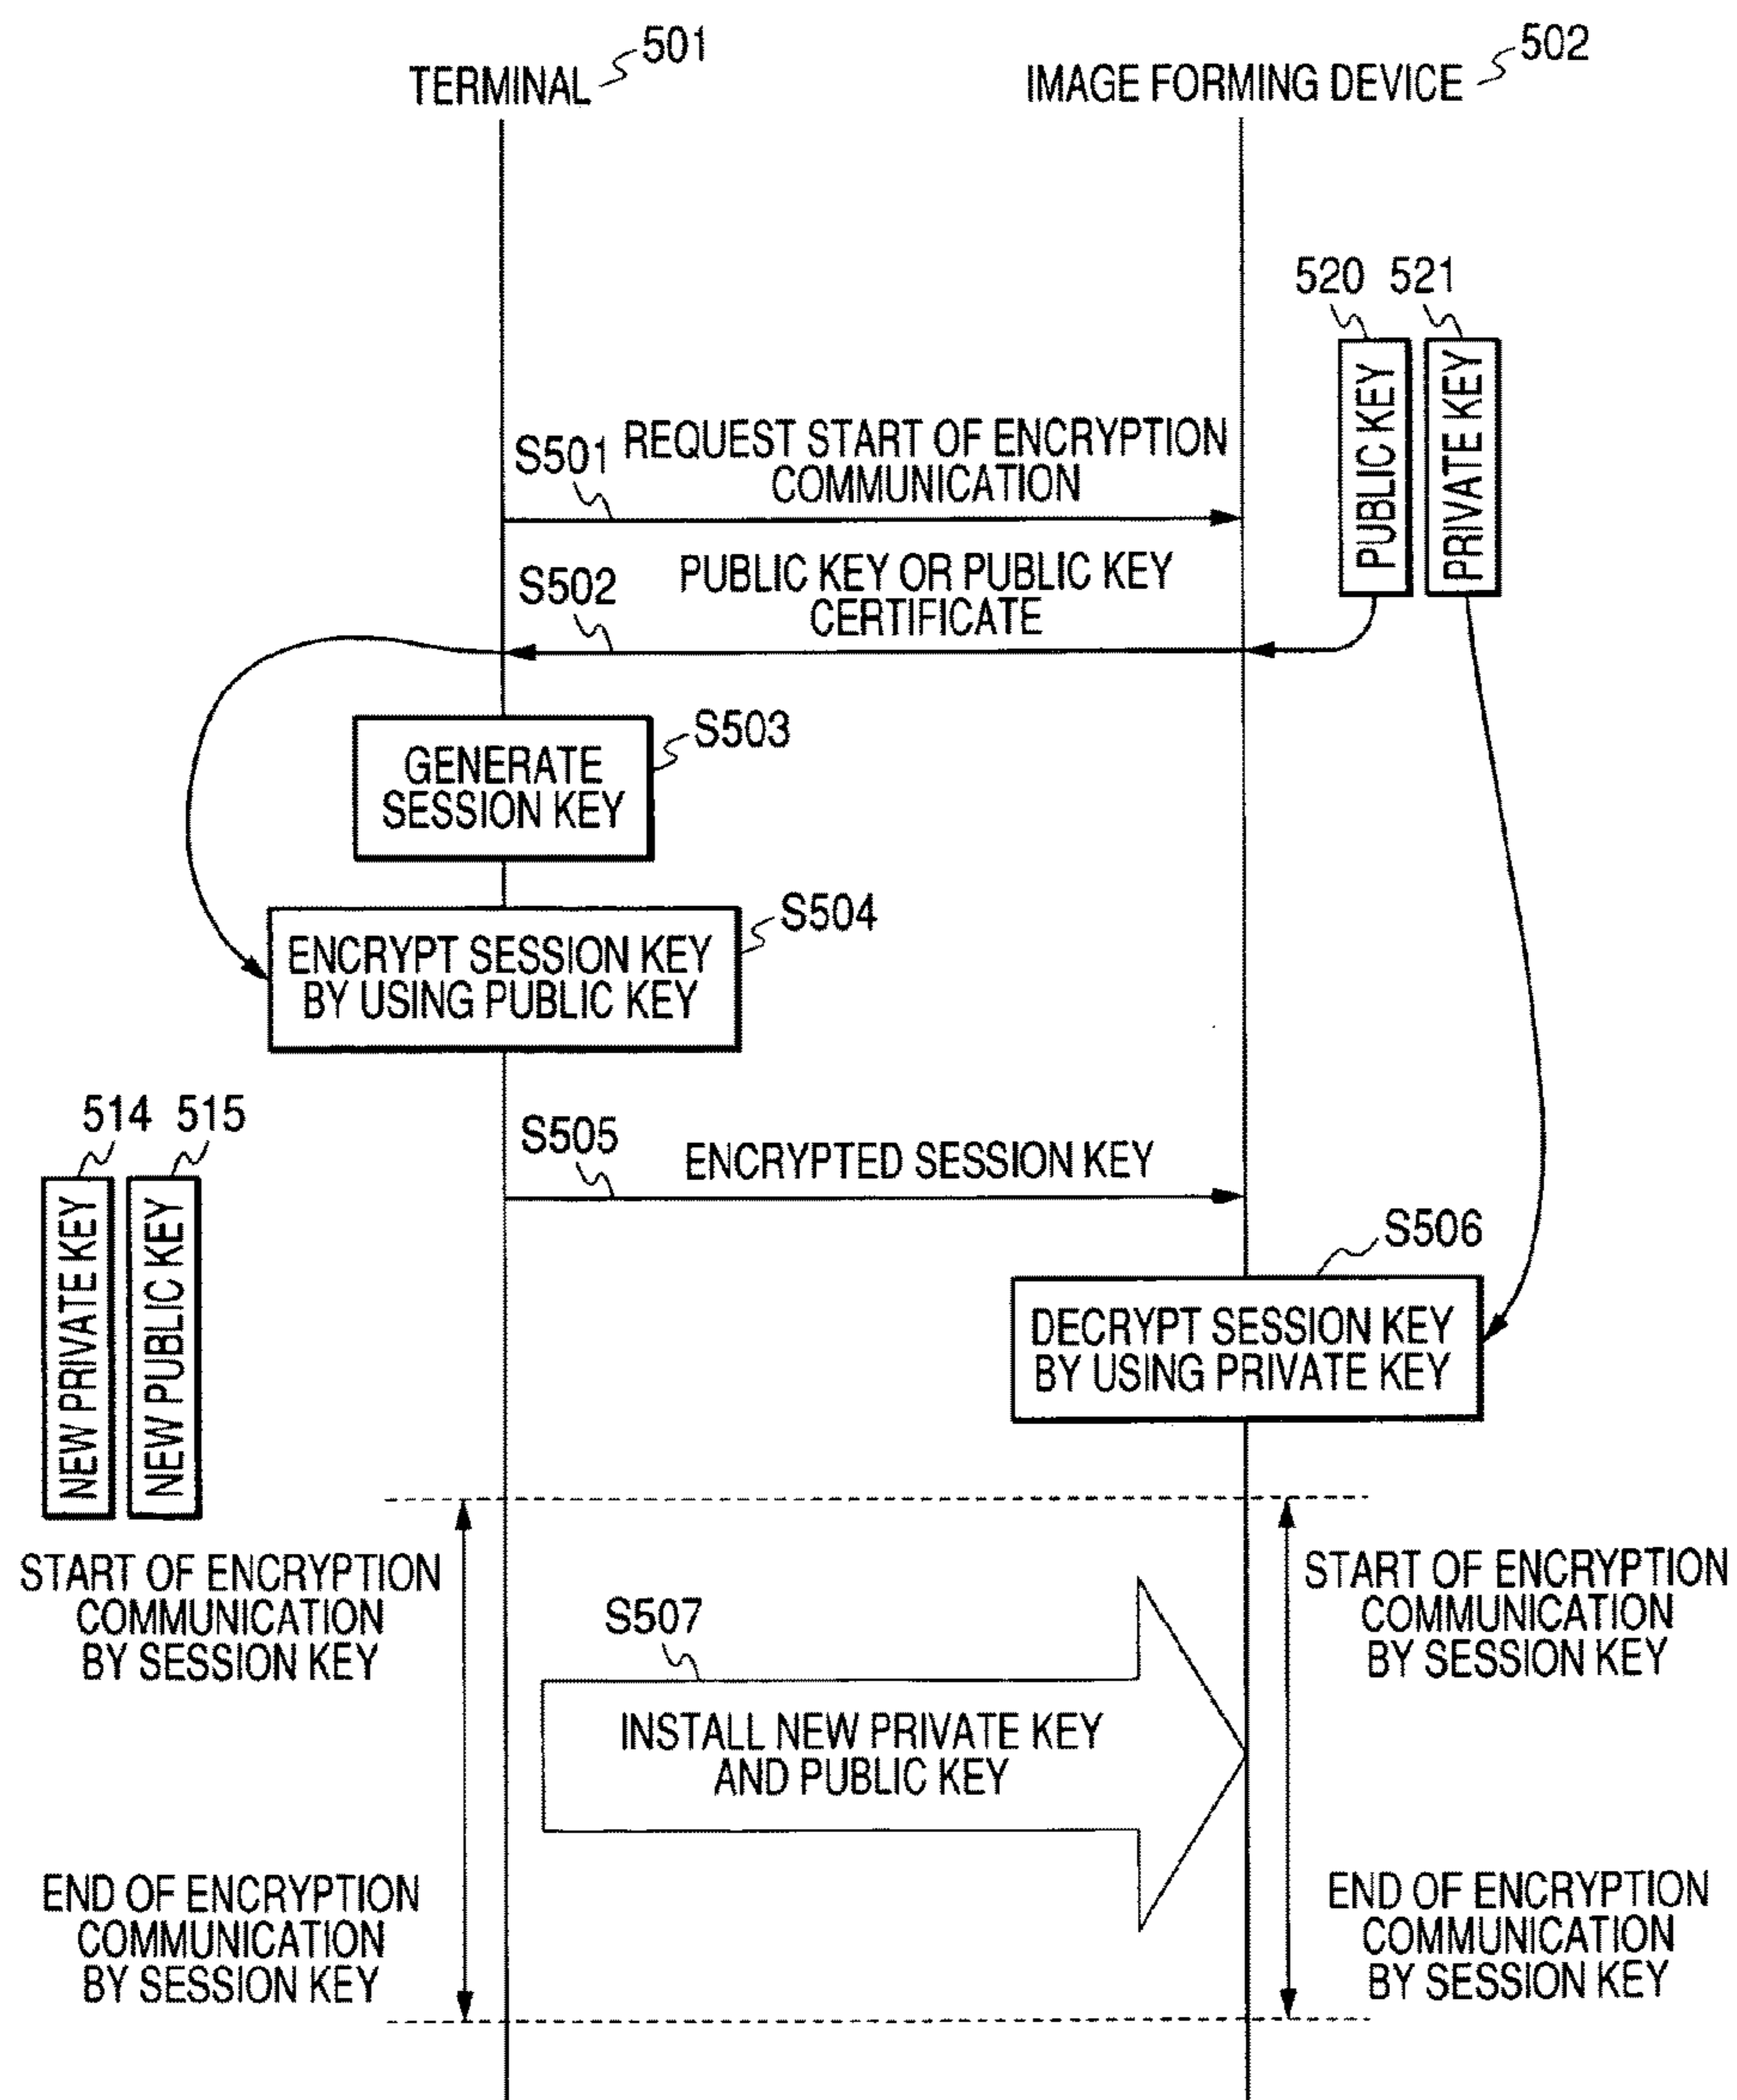 501
TERMINAL
502
IMAGE FORMING DEVICE
520 521
PUBLIC KEY
PRIVATE KEY
S501
REQUEST START OF ENCRYPTION
COMMUNICATION
S502
PUBLIC KEY OR PUBLIC KEY
CERTIFICATE
S503
GENERATE
SESSION KEY
S504
ENCRYPT SESSION KEY
BY USING PUBLIC KEY
514 515
NEW PRIVATE KEY
NEW PUBLIC KEY
S505
ENCRYPTED SESSION KEY
S506
DECRYPT SESSION KEY
BY USING PRIVATE KEY
START OF ENCRYPTION
COMMUNICATION
BY SESSION KEY
START OF ENCRYPTION
COMMUNICATION
BY SESSION KEY
S507
INSTALL NEW PRIVATE KEY
AND PUBLIC KEY
END OF ENCRYPTION
COMMUNICATION
BY SESSION KEY
END OF ENCRYPTION
COMMUNICATION
BY SESSION KEY